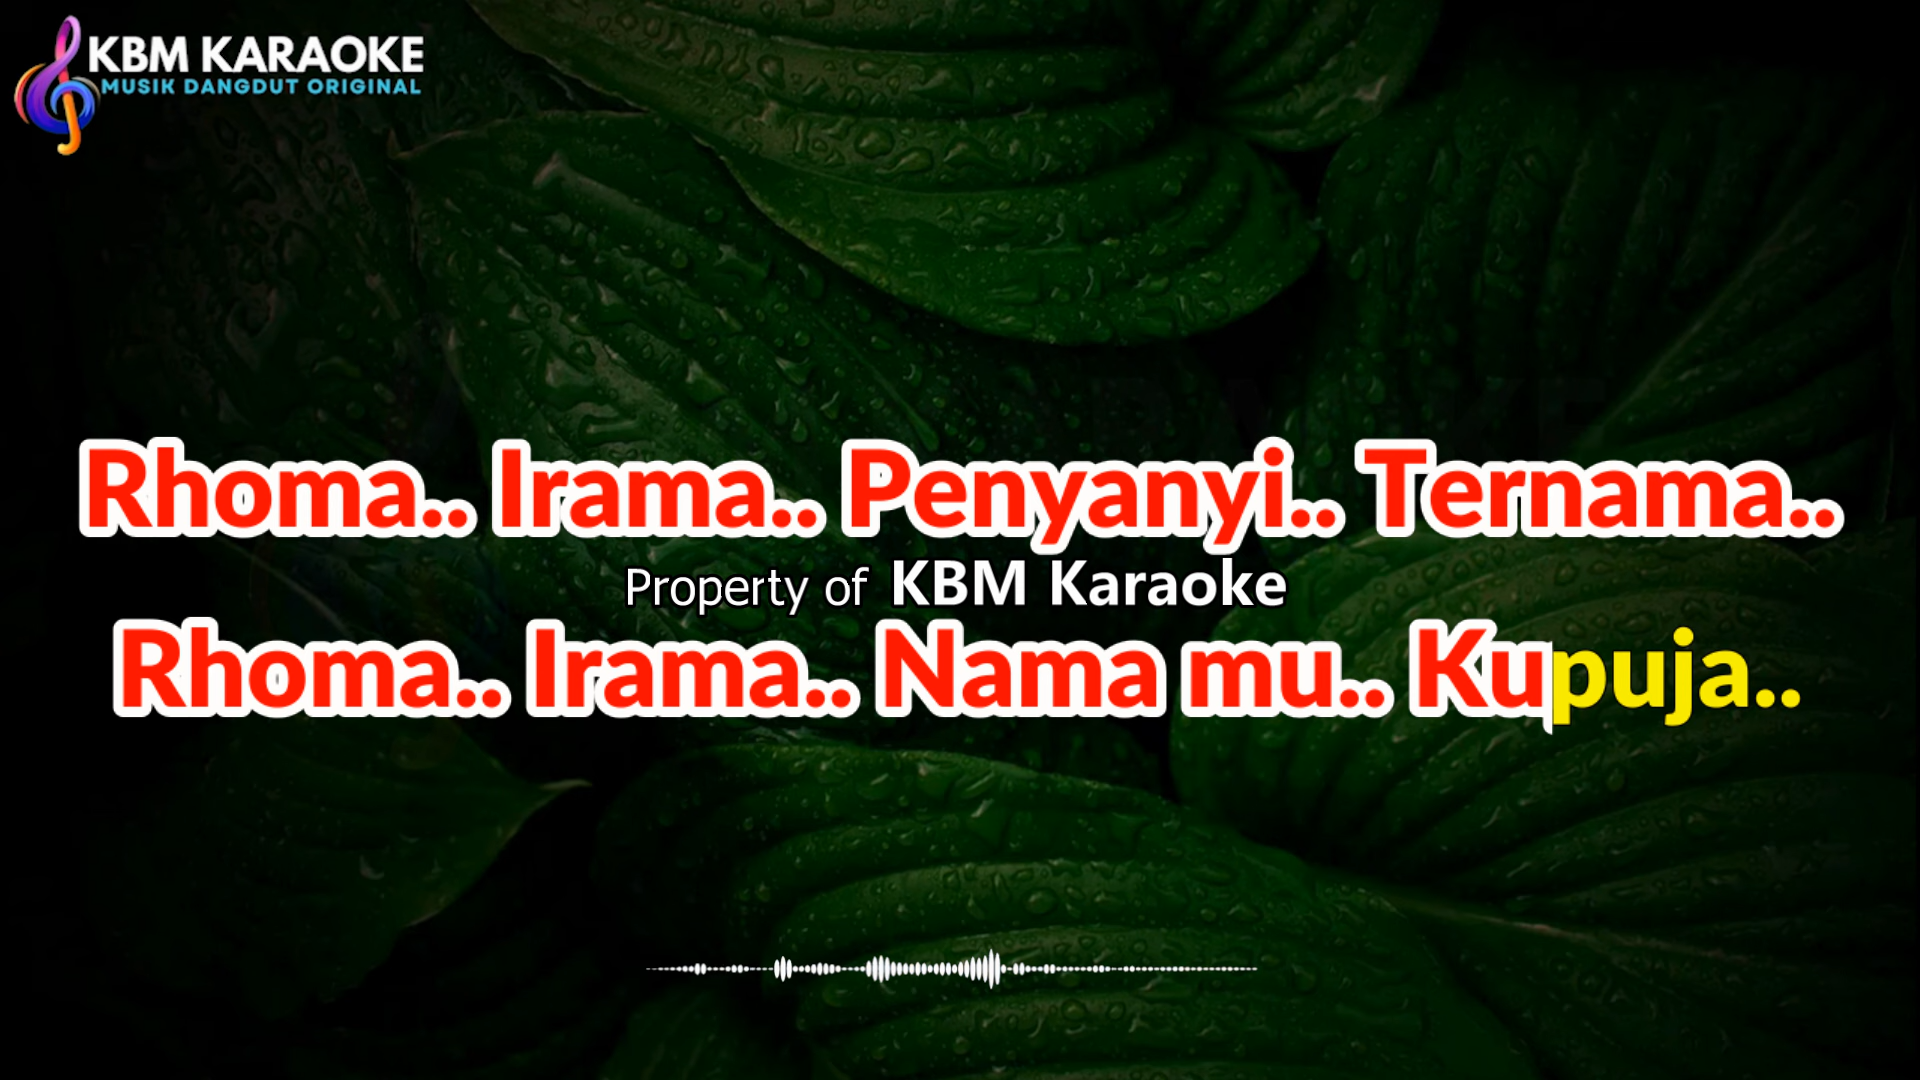 KBM KARAOKE
MUSIK DANGDUT ORIGINAL
Rhoma.. Irama.. Penyanyi.. Ternama..
Property of KBM Karaoke
Rhoma.. Irama.. Nama mu.. Kupuja..